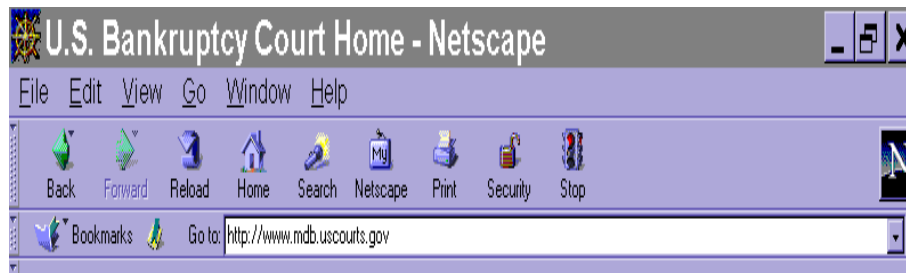 U.S. Bankruptcy Court Home - Netscape
File Edit View Go Window Help
My
Back Forward Reload Home Search Netscape Print Security Stop
N
Bookmarks Go to: http://www.mdb.uscourts.gov